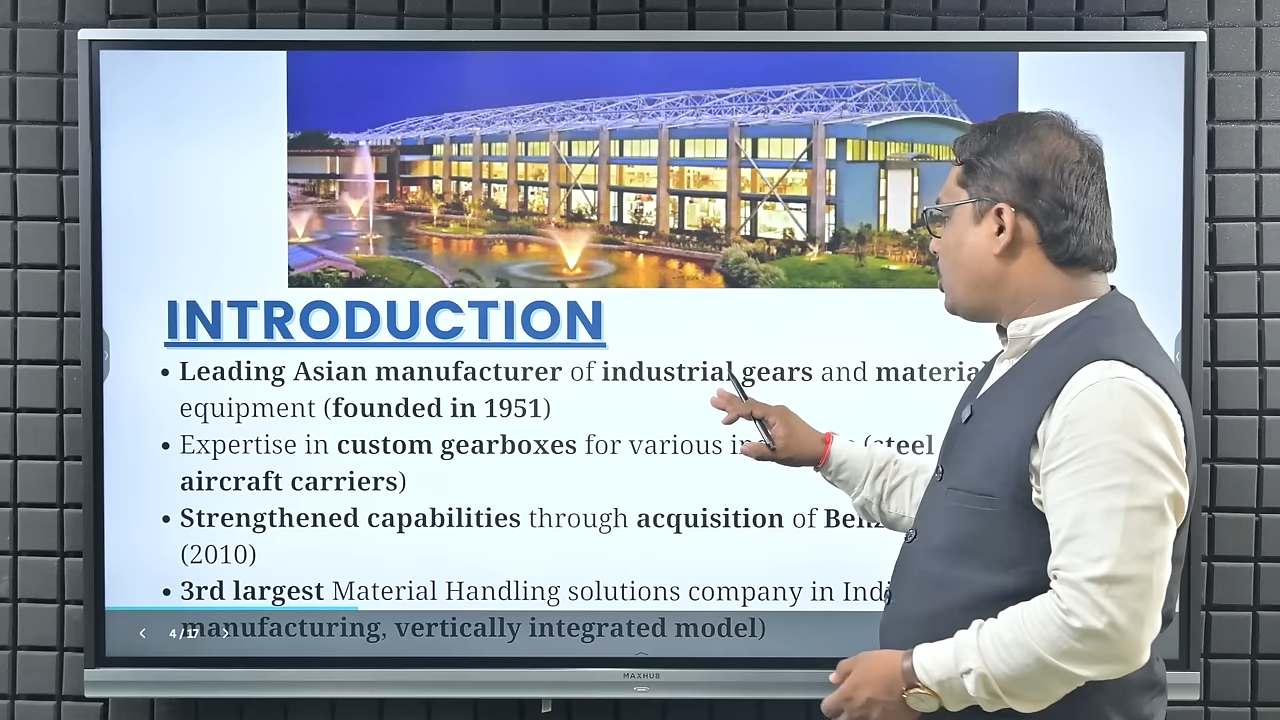 INTRODUCTION
• Leading Asian manufacturer of industrial gears and material
equipment (founded in 1951)
• Expertise in custom gearboxes for various (steel
aircraft carriers)
• Strengthened capabilities through acquisition of
(2010)
• 3rd largest Material Handling solutions company in
manufacturing, vertically integrated model)
4 / 17
MAXHUB